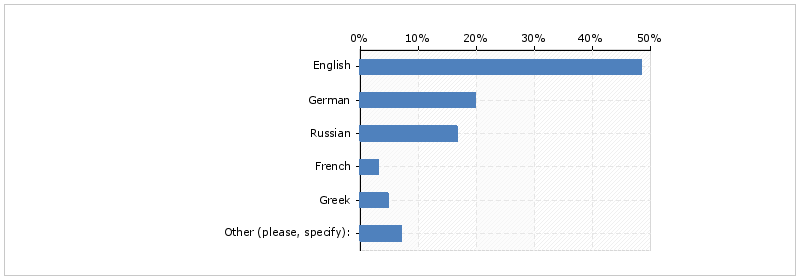 0% 10% 20% 30% 40% 50%
English
German
Russian
French
Greek
Other (please, specify):